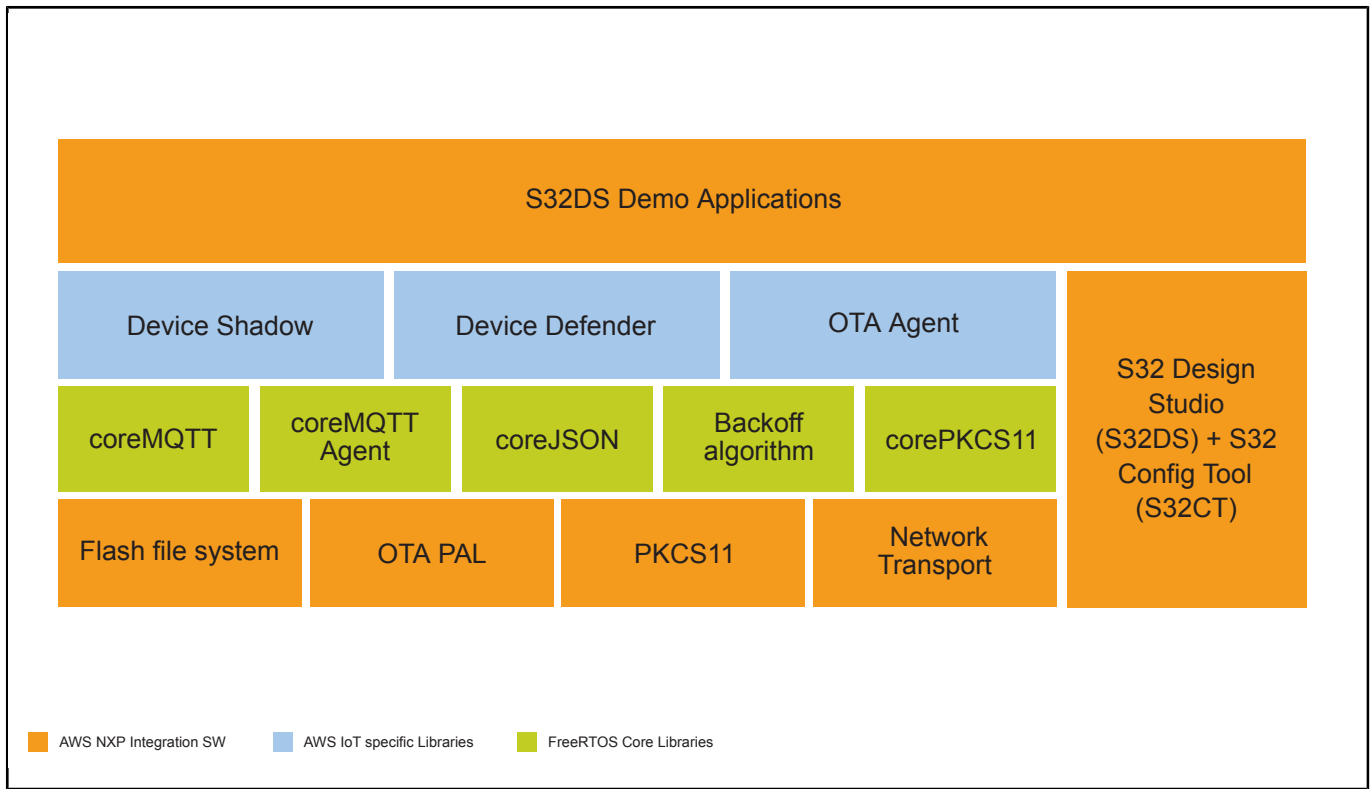 S32DS Demo Applications
Device Shadow
Device Defender
OTA Agent
S32 Design
Studio
(S32DS) + S32
Config Tool
(S32CT)
coreMQTT
coreMQTT
Agent
coreJSON
Backoff
algorithm
corePKCS11
Flash file system
OTA PAL
PKCS11
Network
Transport
AWS NXP Integration SW
AWS IoT specific Libraries
FreeRTOS Core Libraries